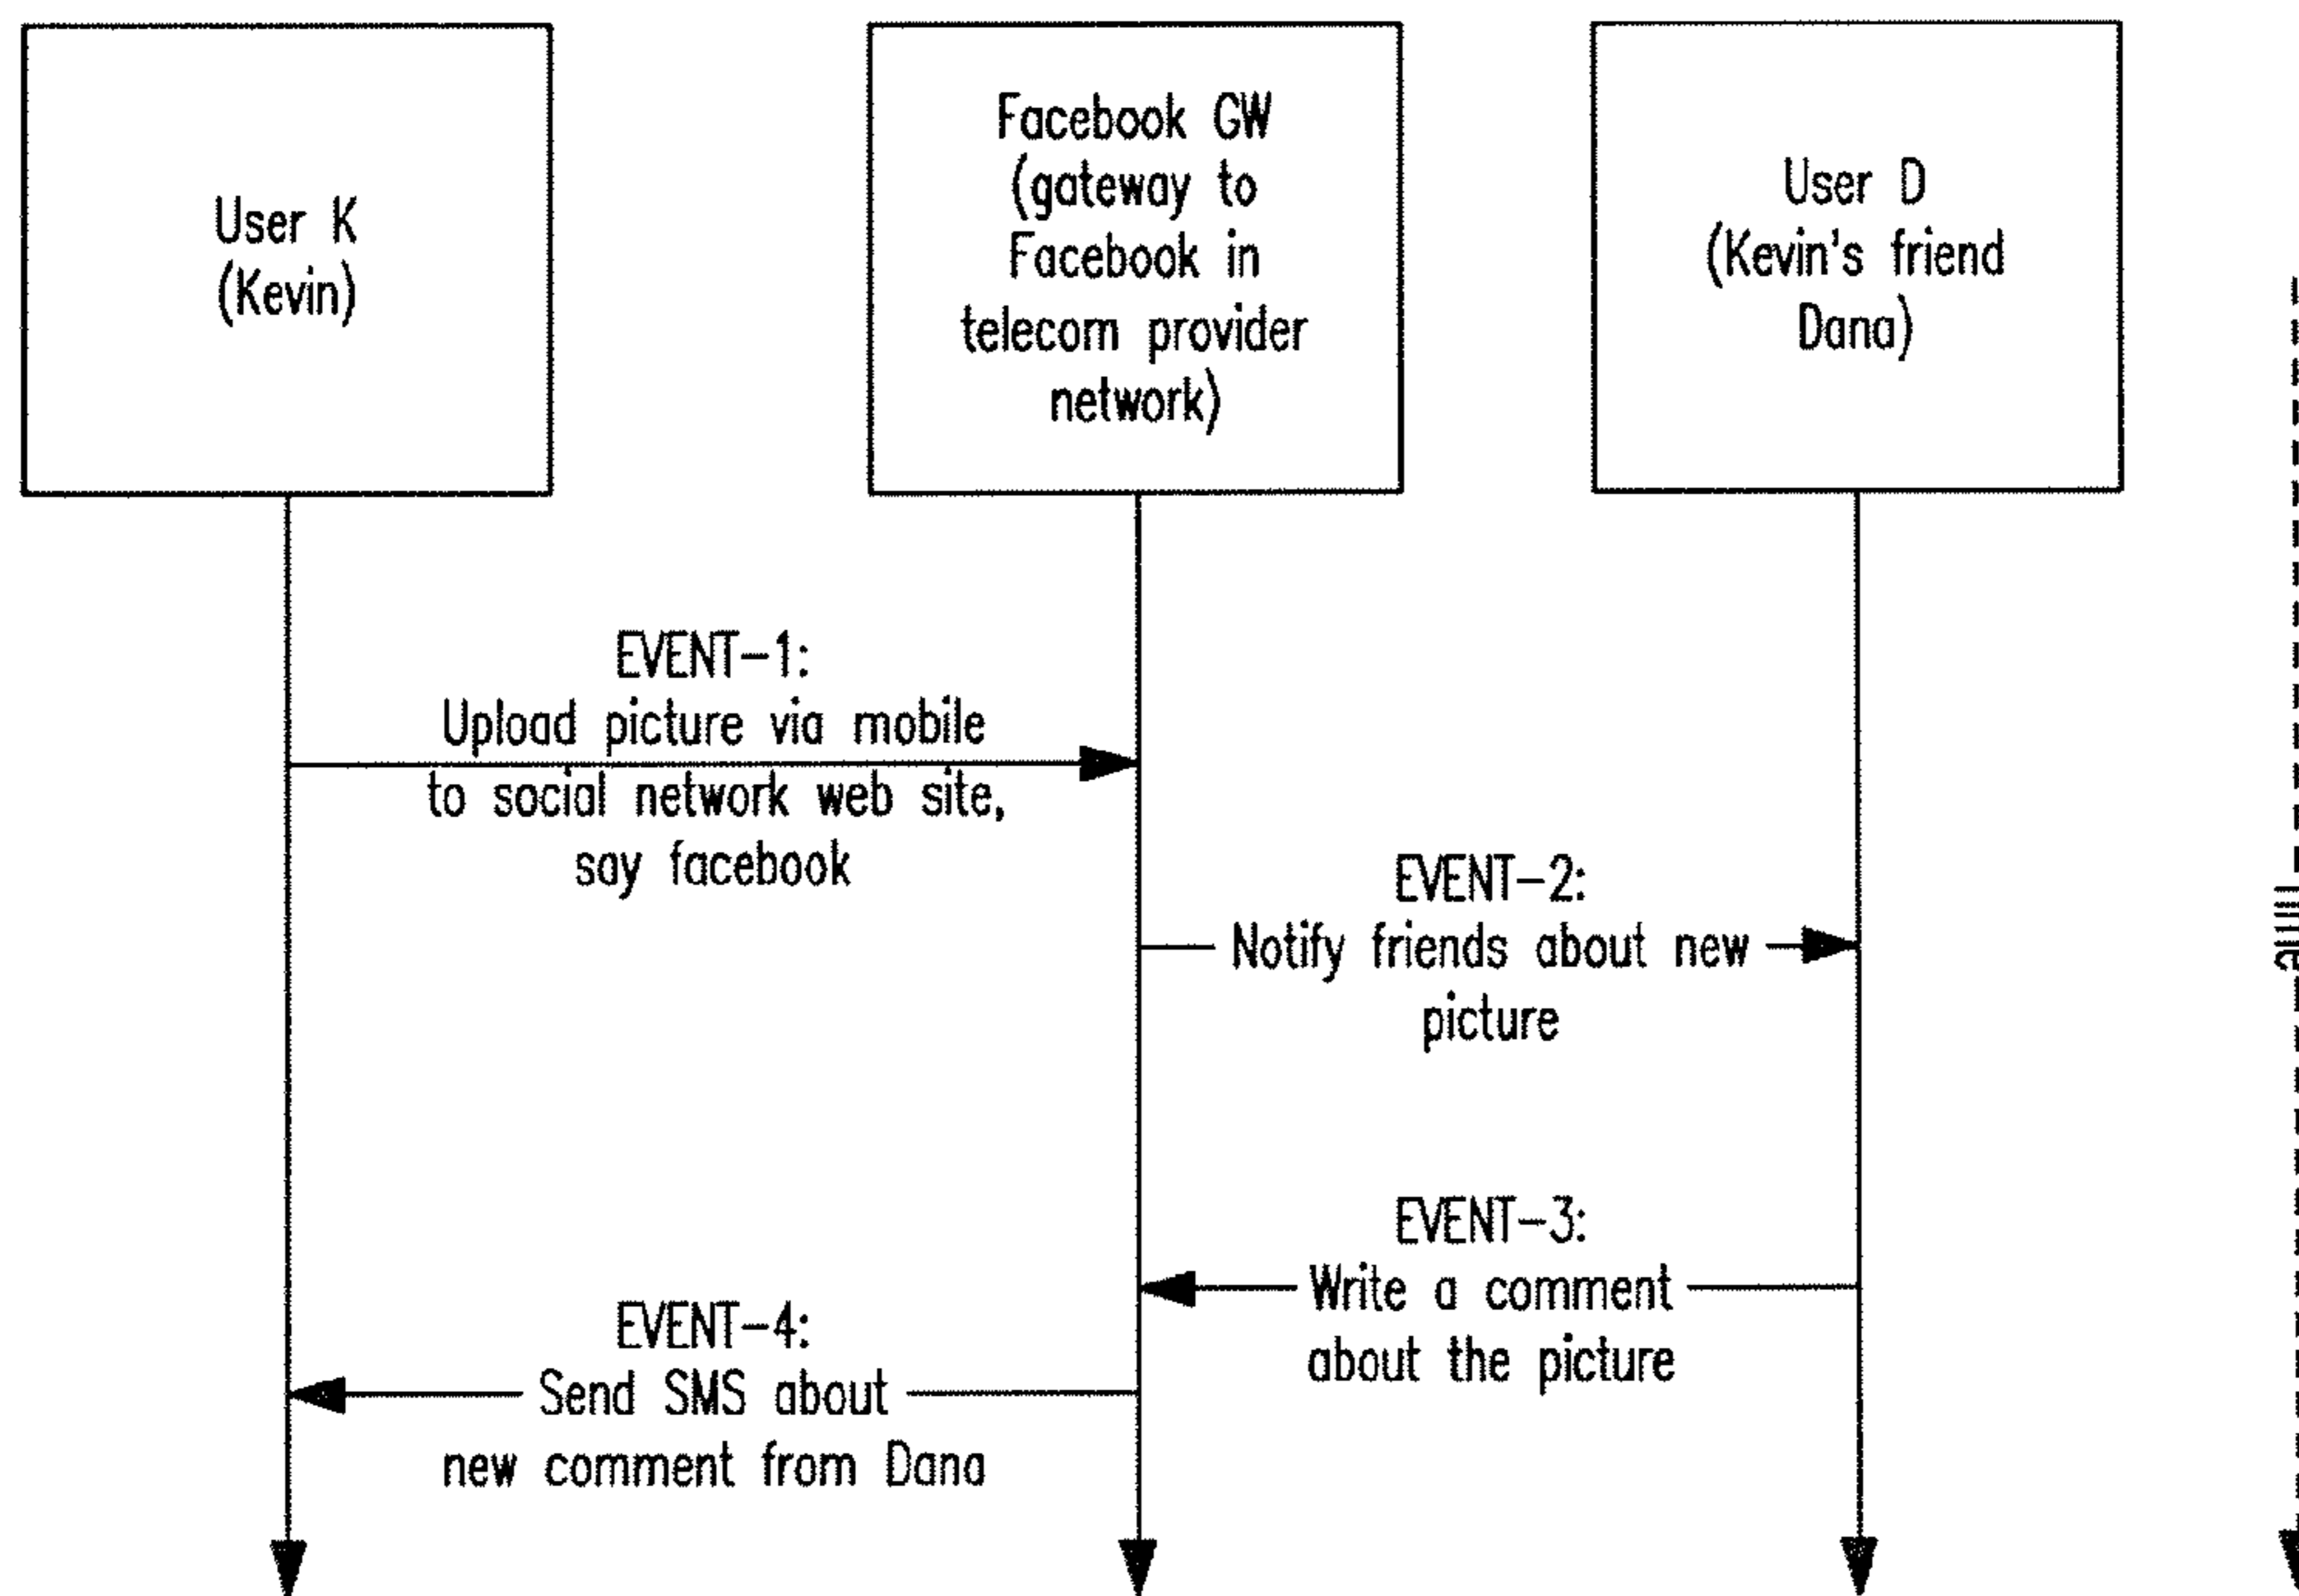 User K
(Kevin)
Facebook GW
(gateway to
Facebook in
telecom provider
network)
User D
(Kevin's friend
Dana)
EVENT-1:
Upload picture via mobile
to social network web site,
say facebook
EVENT-2:
Notify friends about new
picture
EVENT-3:
Write a comment
about the picture
EVENT-4:
Send SMS about
new comment from Dana